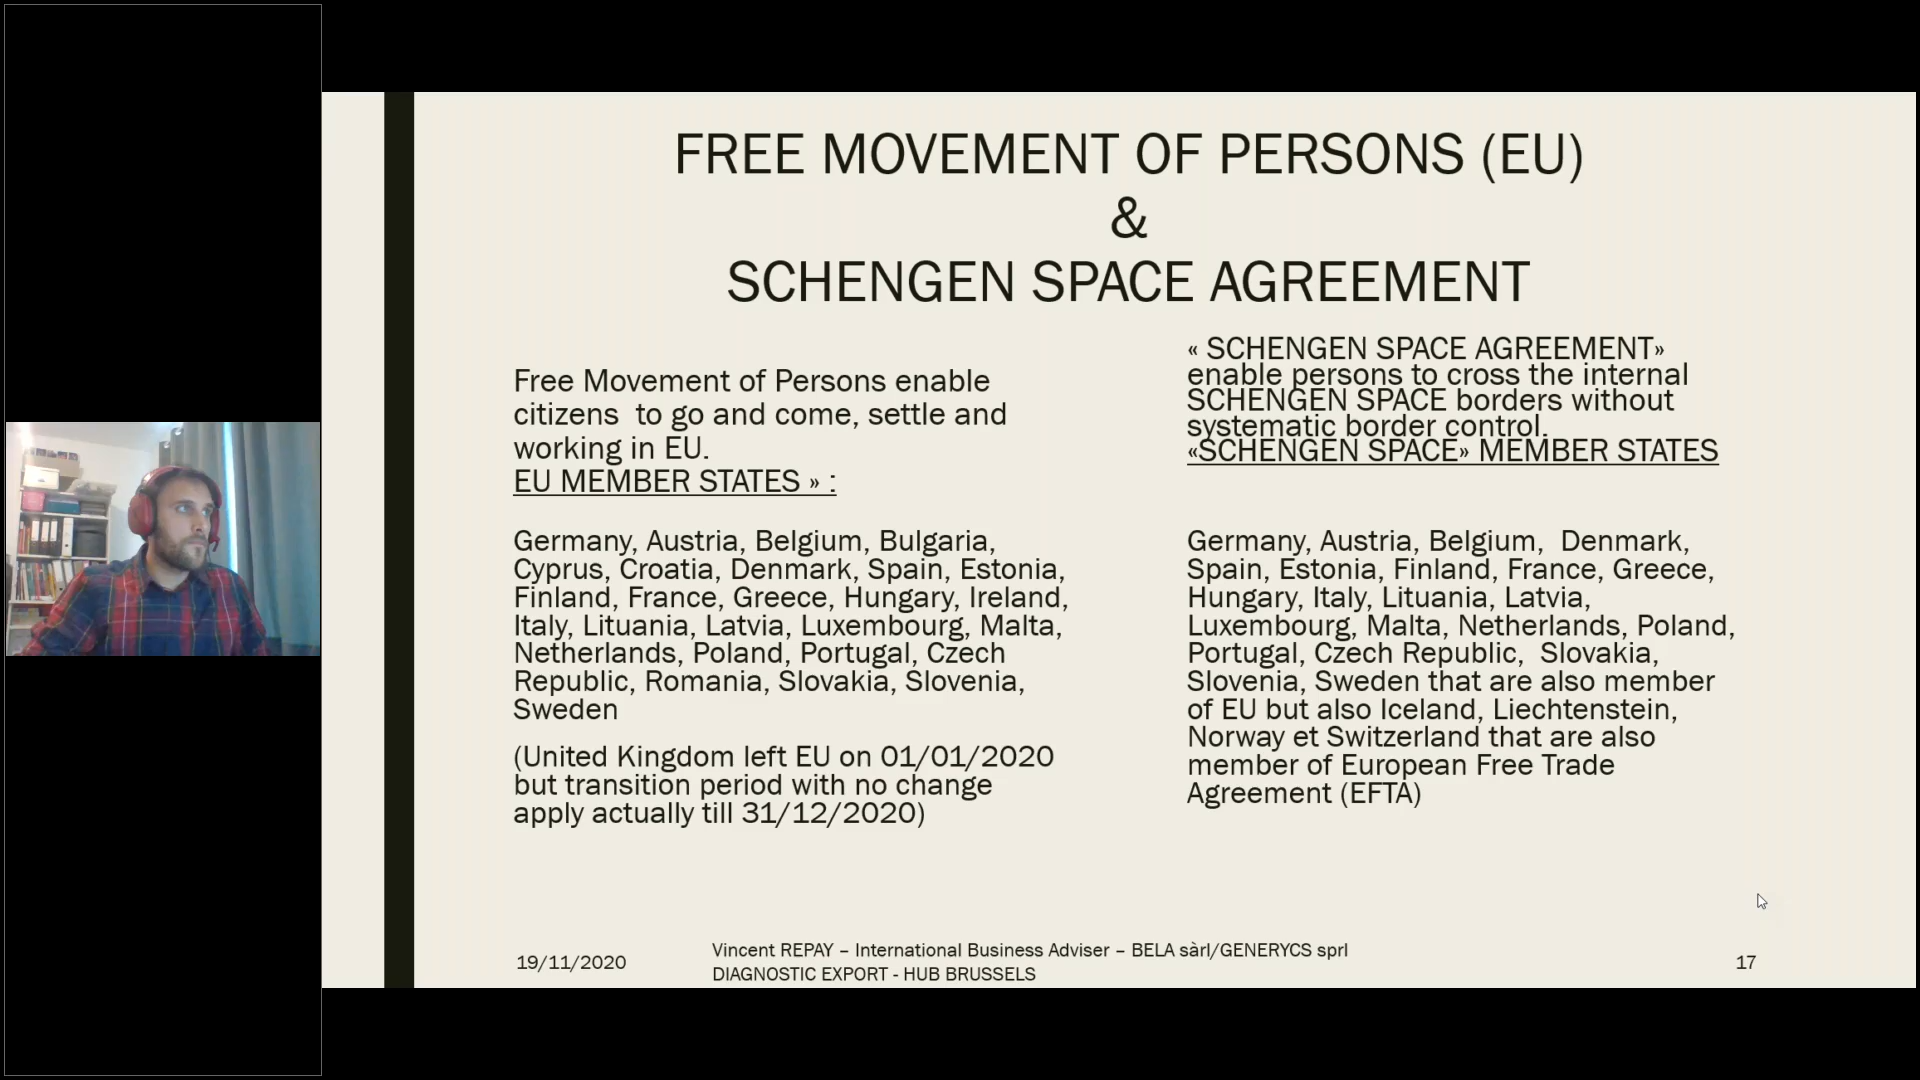 FREE MOVEMENT OF PERSONS (EU)
&
SCHENGEN SPACE AGREEMENT
Free Movement of Persons enable
citizens  to go and come, settle and
working in EU.
EU MEMBER STATES » :
Germany, Austria, Belgium, Bulgaria,
Cyprus, Croatia, Denmark, Spain, Estonia,
Finland, France, Greece, Hungary, Ireland,
Italy, Lituania, Latvia, Luxembourg, Malta,
Netherlands, Poland, Portugal, Czech
Republic, Romania, Slovakia, Slovenia,
Sweden
(United Kingdom left EU on 01/01/2020
but transition period with no change
apply actually till 31/12/2020)
« SCHENGEN SPACE AGREEMENT»
enable persons to cross the internal
SCHENGEN SPACE borders without
systematic border control.
«SCHENGEN SPACE» MEMBER STATES
Germany, Austria, Belgium,  Denmark,
Spain, Estonia, Finland, France, Greece,
Hungary, Italy, Lituania, Latvia,
Luxembourg, Malta, Netherlands, Poland,
Portugal, Czech Republic,  Slovakia,
Slovenia, Sweden that are also member
of EU but also Iceland, Liechtenstein,
Norway et Switzerland that are also
member of European Free Trade
Agreement (EFTA)
19/11/2020
Vincent REPAY – International Business Adviser – BELA sàrl/GENERYCS sprl
DIAGNOSTIC EXPORT - HUB BRUSSELS
17